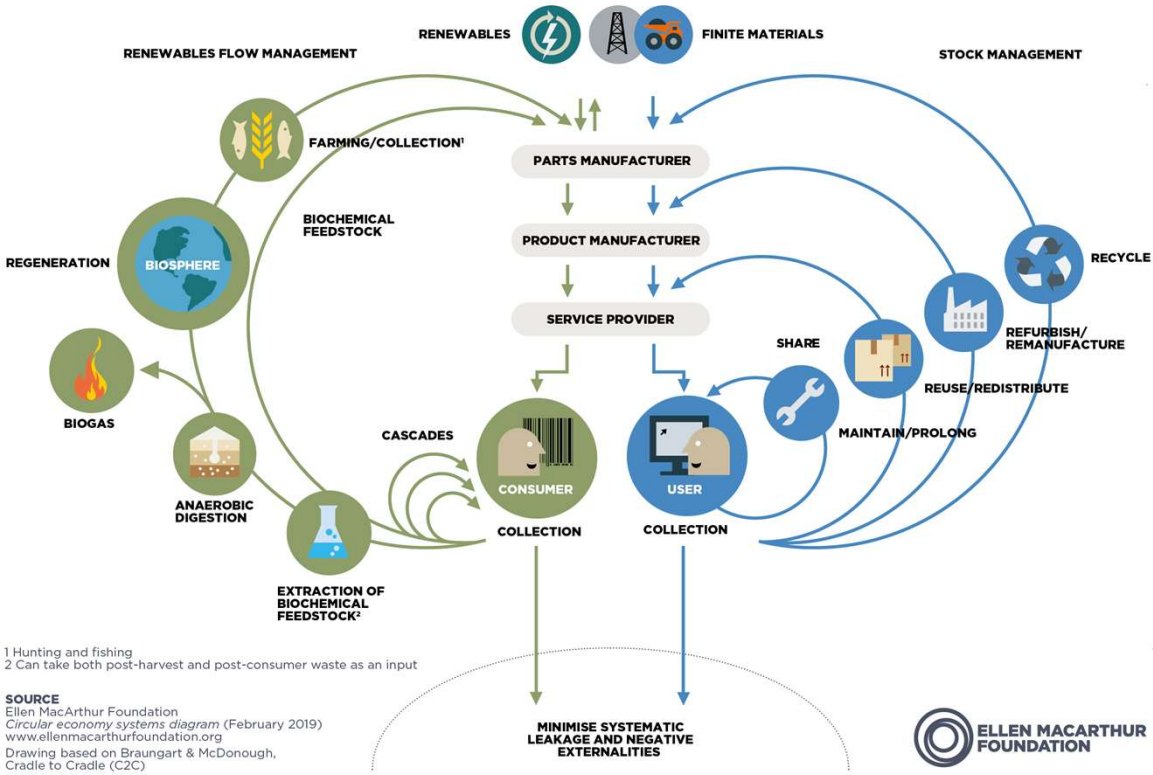 RENEWABLES
FINITE MATERIALS
RENEWABLES FLOW MANAGEMENT
STOCK MANAGEMENT
FARMING/COLLECTION¹
PARTS MANUFACTURER
BIOCHEMICAL
FEEDSTOCK
PRODUCT MANUFACTURER
REGENERATION
BIOSPHERE
RECYCLE
SERVICE PROVIDER
SHARE
REFURBISH/
REMANUFACTURE
REUSE/REDISTRIBUTE
BIOGAS
CASCADES
MAINTAIN/PROLONG
CONSUMER
USER
ANAEROBIC
DIGESTION
COLLECTION
COLLECTION
EXTRACTION OF
BIOCHEMICAL
FEEDSTOCK²
1 Hunting and fishing
2 Can take both post-harvest and post-consumer waste as an input
SOURCE
Ellen MacArthur Foundation
Circular economy systems diagram (February 2019)
www.ellenmacarthurfoundation.org
Drawing based on Braungart & McDonough,
Cradle to Cradle (C2C)
MINIMISE SYSTEMATIC
LEAKAGE AND NEGATIVE
EXTERNALITIES
ELLEN MACARTHUR
FOUNDATION